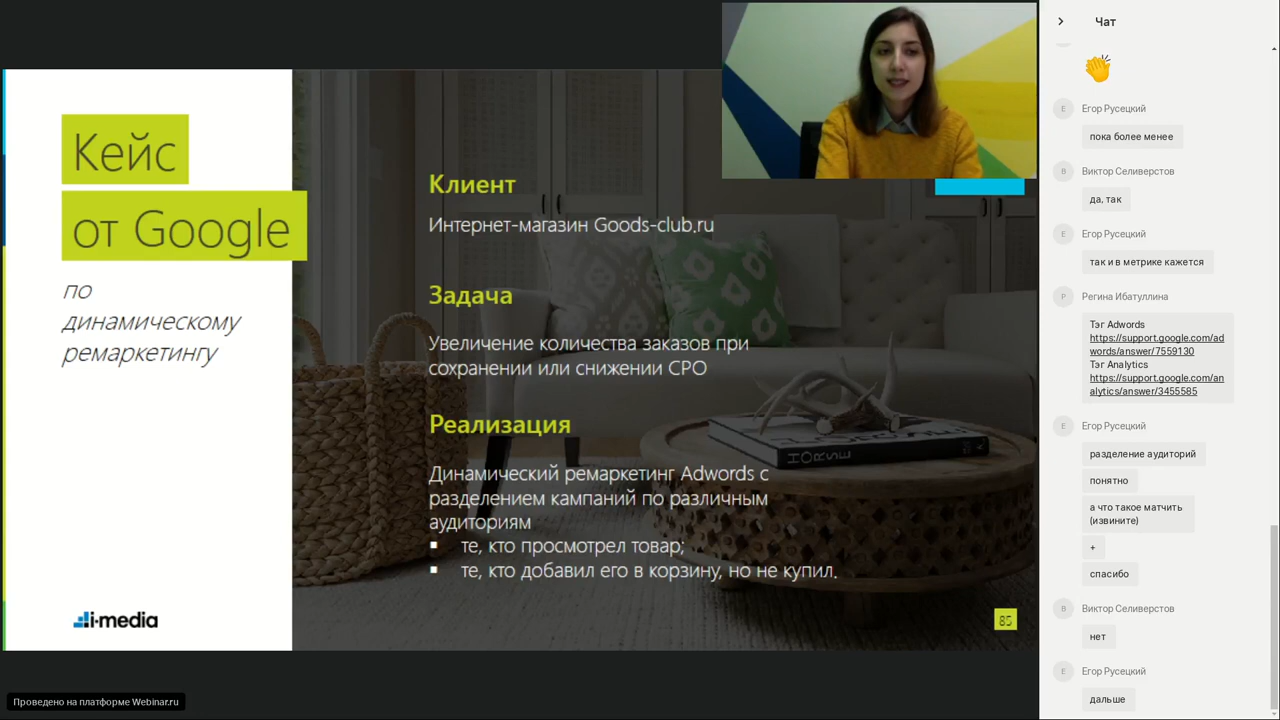 Кейс
от Google
по
динамическому
ремаркетингу
i-media
Клиент
Интернет-магазин Goods-club.ru
Задача
Увеличение количества заказов при
сохранении или снижении CPO
Реализация
Динамический ремаркетинг Adwords с
разделением кампаний по различным
аудиториям
▪ те, кто просмотрел товар;
▪ те, кто добавил его в корзину, но не купил.
HORSE
85
Проведено на платформе Webinar.ru
Чат
Е
Егор Русецкий
пока более менее
В
Виктор Селиверстов
да, так
Е
Егор Русецкий
так и в метрике кажется
Р
Регина Ибатуллина
Тэг Adwords
https://support.google.com/ad
words/answer/7559130
Тэг Analytics
https://support.google.com/an
alytics/answer/3455585
Е
Егор Русецкий
разделение аудиторий
понятно
а что такое матчить
(извините)
+
спасибо
В
Виктор Селиверстов
нет
Е
Егор Русецкий
дальше